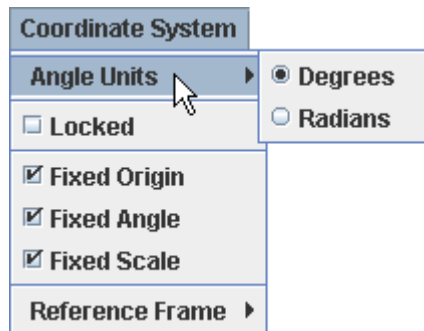 Coordinate System
Angle Units
Degrees
Radians
Locked
Fixed Origin
Fixed Angle
Fixed Scale
Reference Frame